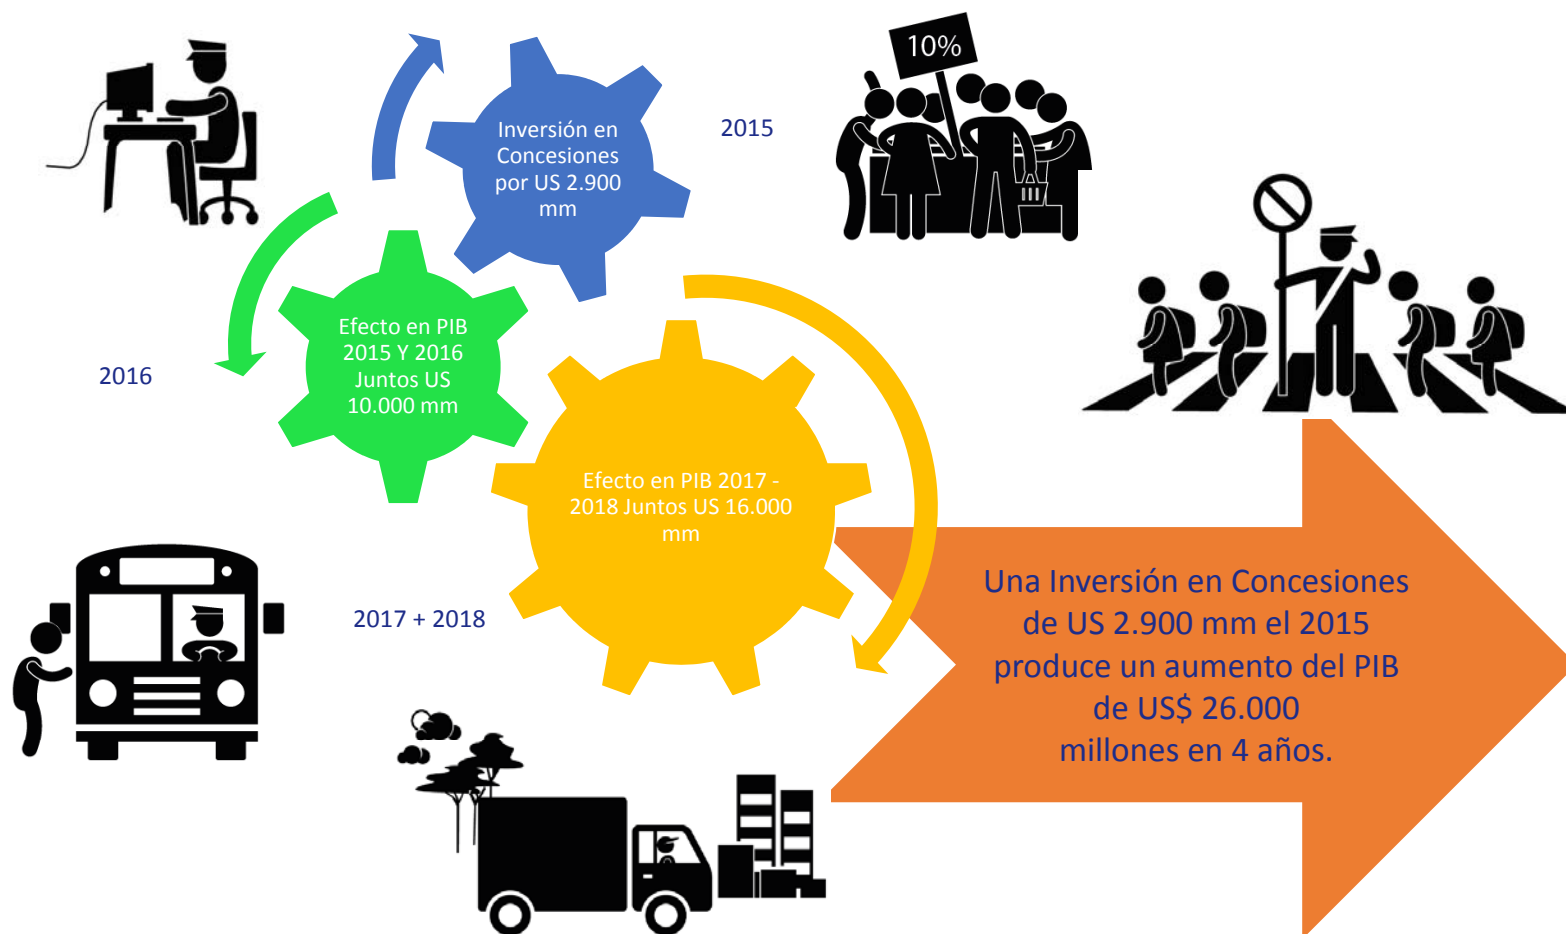 10%
2015
Inversión en
Concesiones
por US 2.900
mm
Efecto en PIB
2015 Y 2016
Juntos US
10.000 mm
2016
Efecto en PIB 2017 -
2018 Juntos US 16.000
mm
2017 + 2018
Una Inversión en Concesiones
de US 2.900 mm el 2015
produce un aumento del PIB
de US$ 26.000
millones en 4 años.